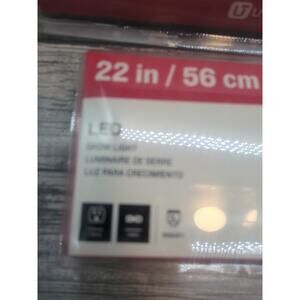 22 in / 56 cm
LED
GROW LIGHT
LUMINAIRE DE SERRE
LUZ PARA CRECIMIENTO